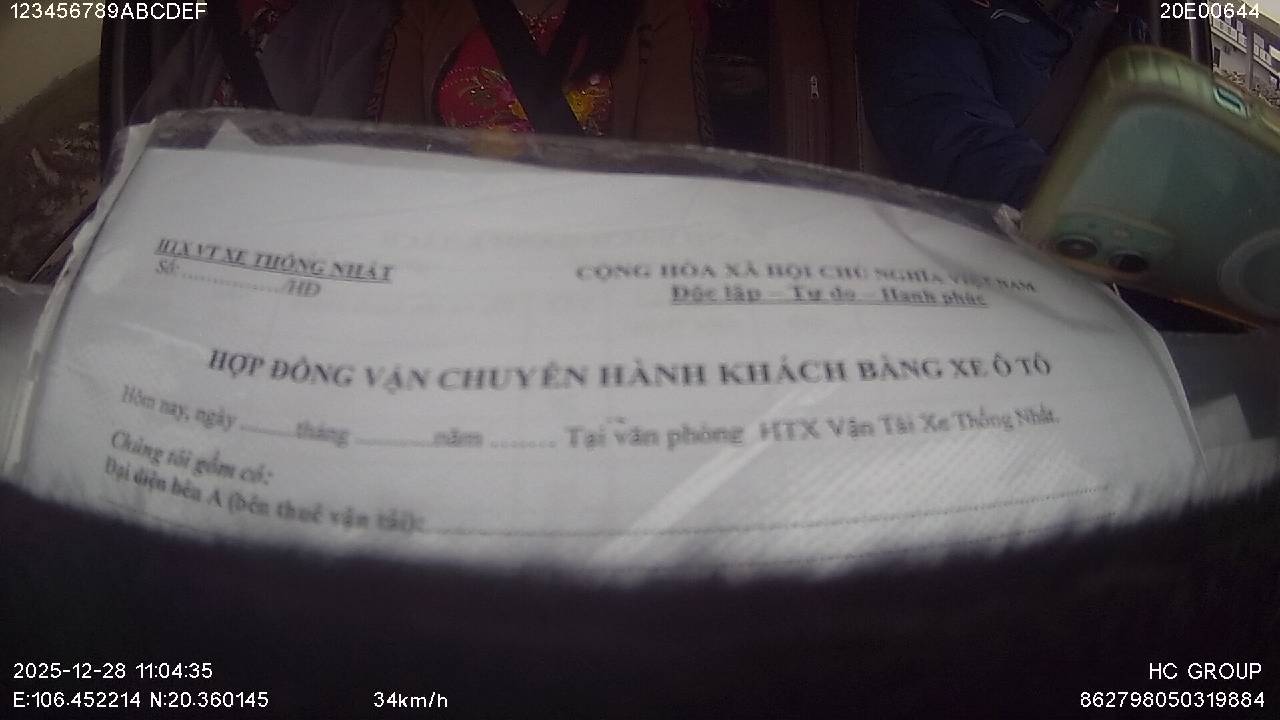 123456789ABCDEF
20E00644
HTX VT XE THỐNG NHẤT
Số:................/HD
CỘNG HÒA XÃ HỘI CHỦ NGHĨA VIỆT NAM
Độc lập – Tự do – Hạnh phúc
HỢP ĐỒNG VẬN CHUYỂN HÀNH KHÁCH BẰNG XE Ô TÔ
Hôm nay, ngày ........tháng ...........năm ........ Tại văn phòng HTX Vận Tải Xe Thống Nhất.
Chúng tôi gồm có:
Đại diện bên A (bên thuê vận tải):
2025-12-28 11:04:35
HC GROUP
E:106.452214 N:20.360145
34km/h
862798050319884